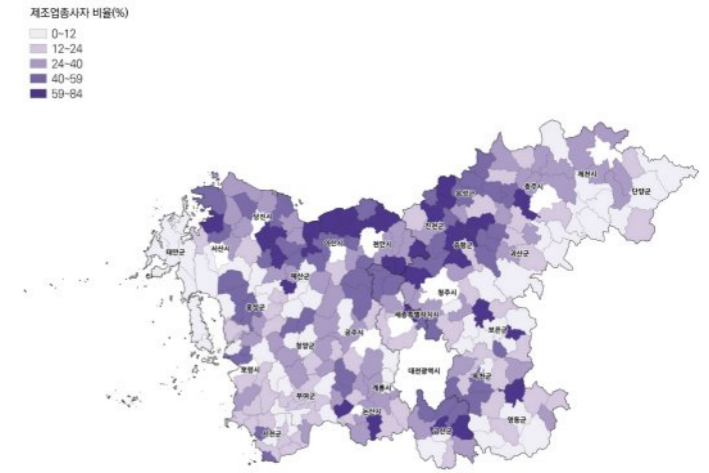 제조업종사자 비율(%)
0~12
12~24
24~40
40~59
59~84
음성군
충주시
제천시
단양군
당진시
아산시
천안시
진천군
증평군
괴산군
태안군
서산시
예산군
청주시
홍성군
세종특별자치시
공주시
보은군
청양군
대전광역시
보령시
옥천군
계룡시
부여군
논산시
서천군
금산군
영동군